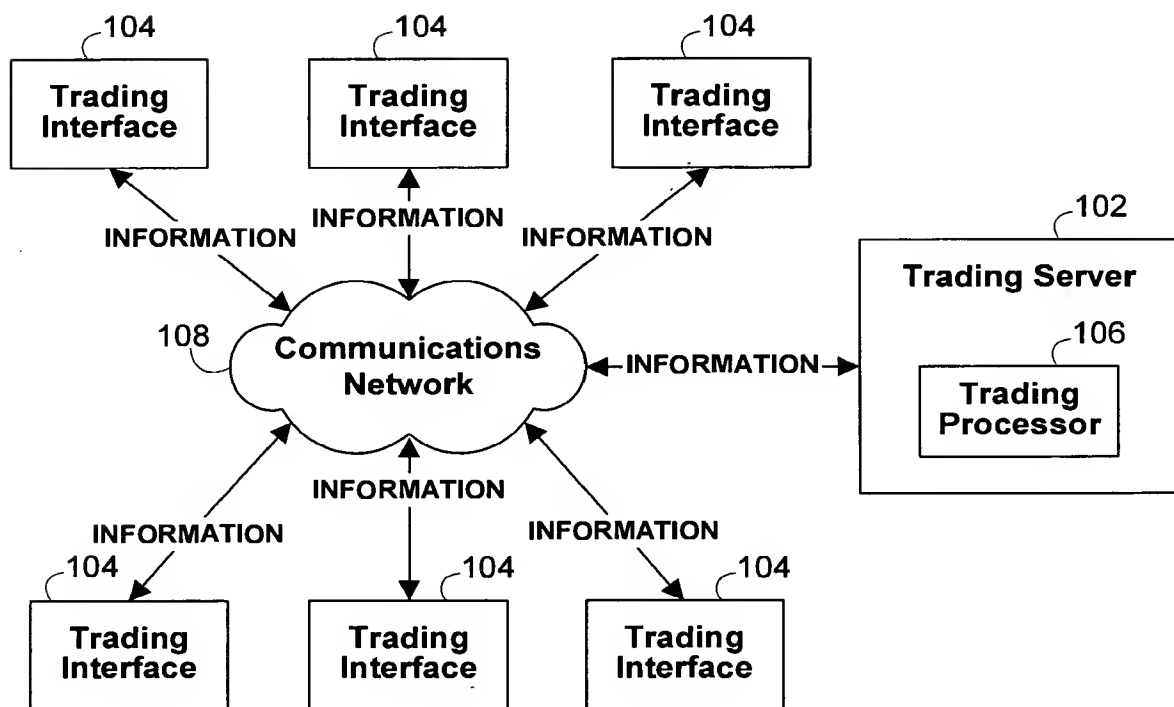 104
104
104
Trading
Interface
Trading
Interface
Trading
Interface
INFORMATION
INFORMATION
INFORMATION
102
Trading Server
108
Communications
Network
INFORMATION
106
Trading
Processor
INFORMATION
INFORMATION
INFORMATION
104
104
104
Trading
Interface
Trading
Interface
Trading
Interface